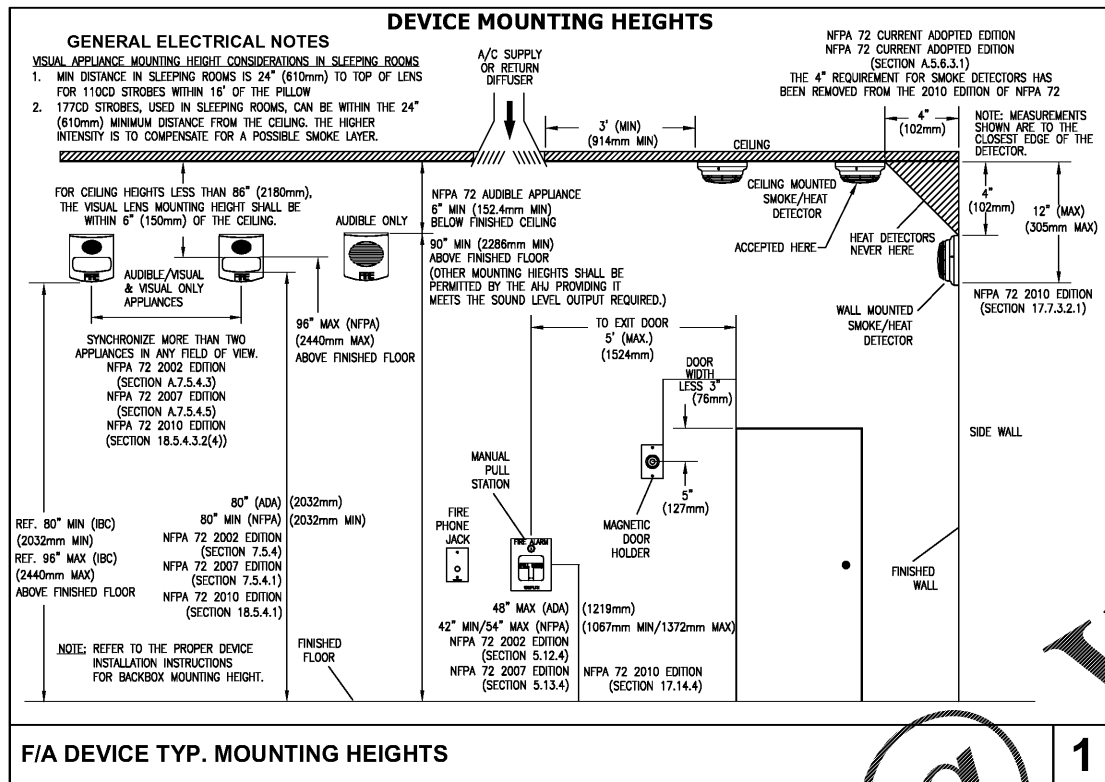 DEVICE MOUNTING HEIGHTS
GENERAL ELECTRICAL NOTES
VISUAL APPLIANCE MOUNTING HEIGHT CONSIDERATIONS IN SLEEPING ROOMS
1. MIN DISTANCE IN SLEEPING ROOMS IS 24" (610mm) TO TOP OF LENS
FOR 110CD STROBES WITHIN 16' OF THE PILLOW
2. 177CD STROBES, USED IN SLEEPING ROOMS, CAN BE WITHIN THE 24"
(610mm) MINIMUM DISTANCE FROM THE CEILING. THE HIGHER
INTENSITY IS TO COMPENSATE FOR A POSSIBLE SMOKE LAYER.
A/C SUPPLY
OR RETURN
DIFFUSER
NFPA 72 CURRENT ADOPTED EDITION
NFPA 72 CURRENT ADOPTED EDITION
(SECTION A.5.6.3.1)
THE 4" REQUIREMENT FOR SMOKE DETECTORS HAS
BEEN REMOVED FROM THE 2010 EDITION OF NFPA 72
3' (MIN)
(914mm MIN)
4"
(102mm)
NOTE: MEASUREMENTS
SHOWN ARE TO THE
CLOSEST EDGE OF THE
DETECTOR.
CEILING
FOR CEILING HEIGHTS LESS THAN 86" (2180mm),
THE VISUAL LENS MOUNTING HEIGHT SHALL BE
WITHIN 6" (150mm) OF THE CEILING.
AUDIBLE ONLY
NFPA 72 AUDIBLE APPLIANCE
6" MIN (152.4mm MIN)
BELOW FINISHED CEILING
90" MIN (2286mm MIN)
ABOVE FINISHED FLOOR
(OTHER MOUNTING HIEGHTS SHALL BE
PERMITTED BY THE AHJ PROVIDING IT
MEETS THE SOUND LEVEL OUTPUT REQUIRED.)
CEILING MOUNTED
SMOKE/HEAT
DETECTOR
ACCEPTED HERE
HEAT DETECTORS
NEVER HERE
4"
(102mm)
12" (MAX)
(305mm MAX)
NFPA 72 2010 EDITION
(SECTION 17.7.3.2.1)
WALL MOUNTED
SMOKE/HEAT
DETECTOR
AUDIBLE/VISUAL
& VISUAL ONLY
APPLIANCES
96" MAX (NFPA)
(2440mm MAX)
ABOVE FINISHED FLOOR
SYNCHRONIZE MORE THAN TWO
APPLIANCES IN ANY FIELD OF VIEW.
NFPA 72 2002 EDITION
(SECTION A.7.5.4.3)
NFPA 72 2007 EDITION
(SECTION A.7.5.4.5)
NFPA 72 2010 EDITION
(SECTION 18.5.4.3.2(4))
TO EXIT DOOR
5' (MAX.)
(1524mm)
DOOR
WIDTH
LESS 3"
(76mm)
SIDE WALL
MANUAL
PULL
STATION
5"
(127mm)
MAGNETIC
DOOR
HOLDER
FIRE
PHONE
JACK
FIRE ALARM
FINISHED
WALL
REF. 80" MIN (IBC)
(2032mm MIN)
REF. 96" MAX (IBC)
(2440mm MAX)
ABOVE FINISHED FLOOR
80" (ADA) (2032mm)
80" MIN (NFPA) (2032mm MIN)
NFPA 72 2002 EDITION
(SECTION 7.5.4)
NFPA 72 2007 EDITION
(SECTION 7.5.4.1)
NFPA 72 2010 EDITION
(SECTION 18.5.4.1)
48" MAX (ADA) (1219mm)
42" MIN/54" MAX (NFPA) (1067mm MIN/1372mm MAX)
NFPA 72 2002 EDITION
(SECTION 5.12.4)
NFPA 72 2007 EDITION
(SECTION 5.13.4)
NFPA 72 2010 EDITION
(SECTION 17.14.4)
NOTE: REFER TO THE PROPER DEVICE
INSTALLATION INSTRUCTIONS
FOR BACKBOX MOUNTING HEIGHT.
FINISHED
FLOOR
F/A DEVICE TYP. MOUNTING HEIGHTS
1